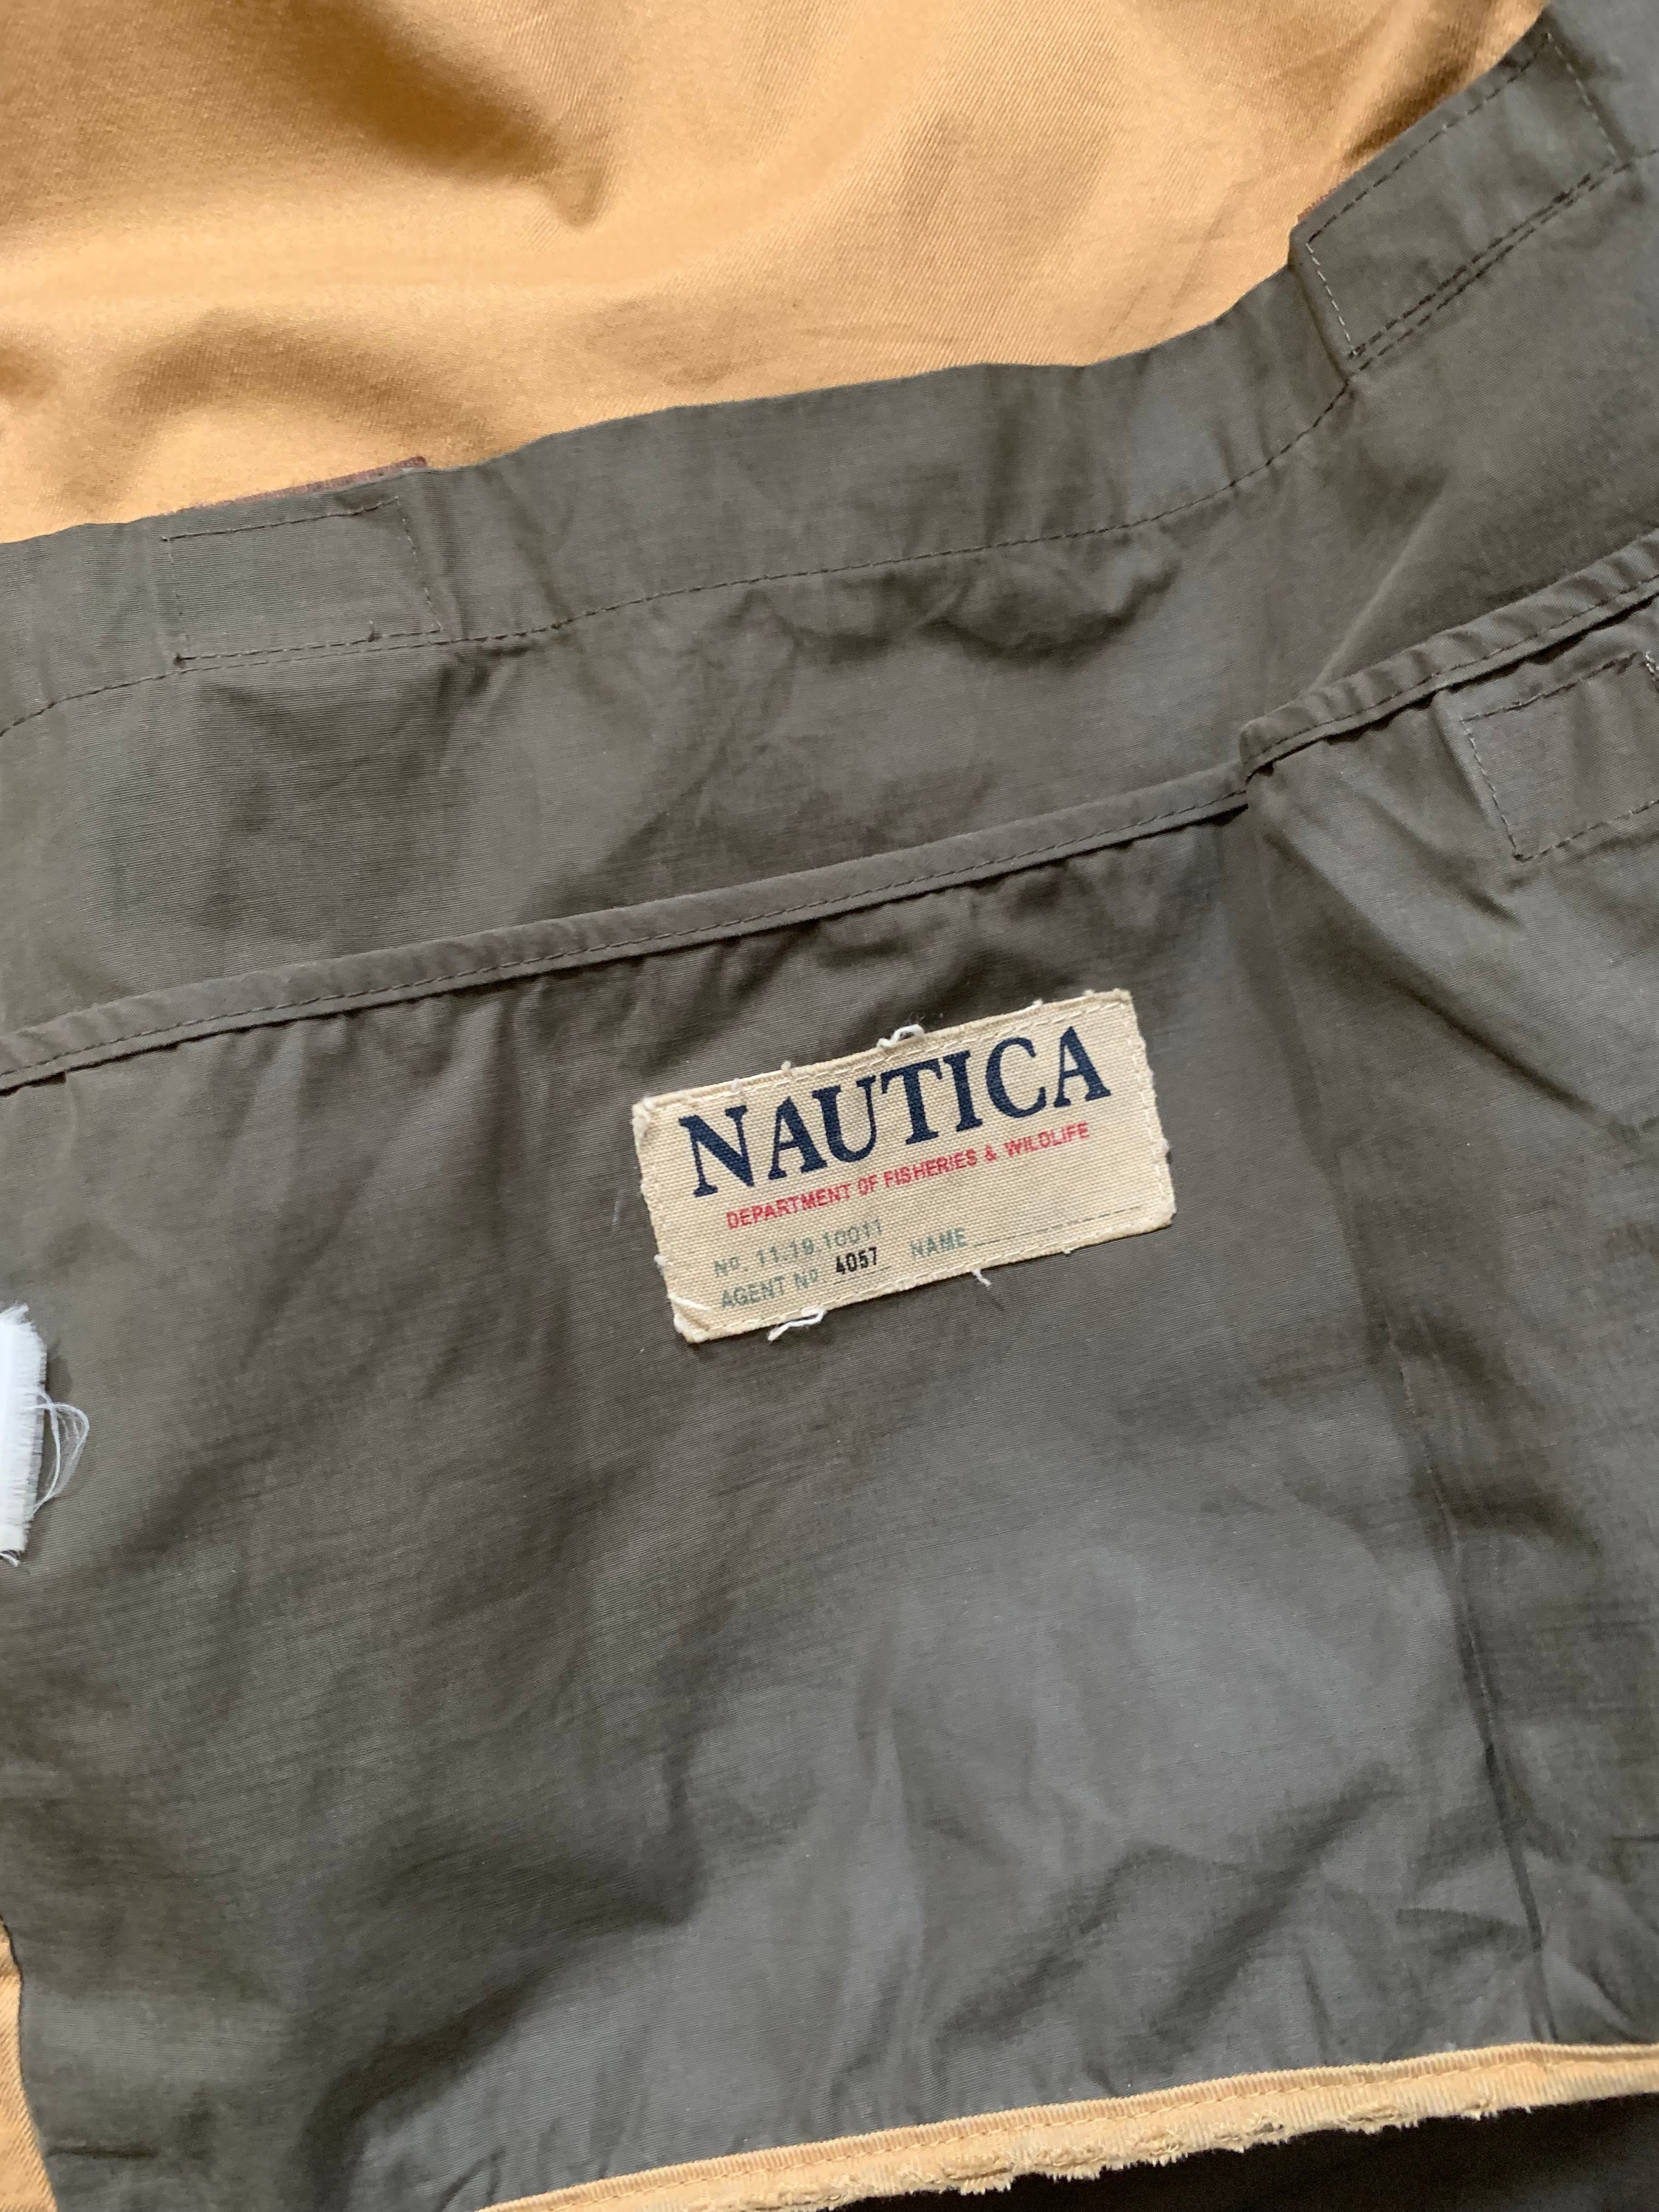 NAUTICA
DEPARTMENT OF FISHERIES & WILDLIFE
Nº. 11.19.10011
AGENT Nº 4057 NAME